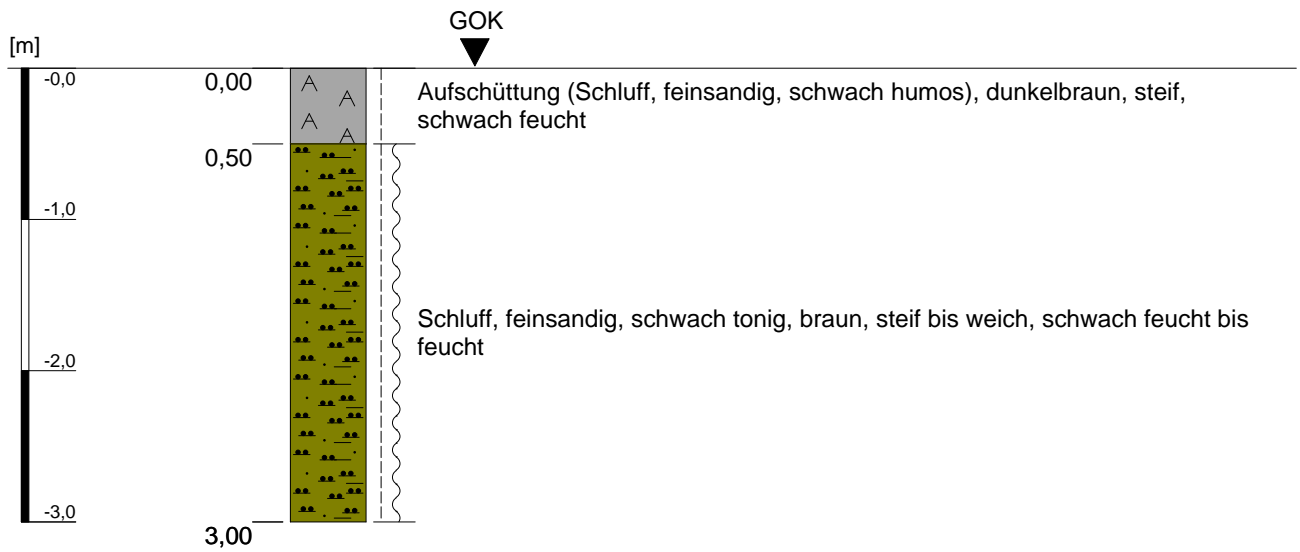 GOK
[m]
-0,0
0,00
Aufschüttung (Schluff, feinsandig, schwach humos), dunkelbraun, steif,
schwach feucht
0,50
-1,0
Schluff, feinsandig, schwach tonig, braun, steif bis weich, schwach feucht bis
feucht
-2,0
-3,0
3,00